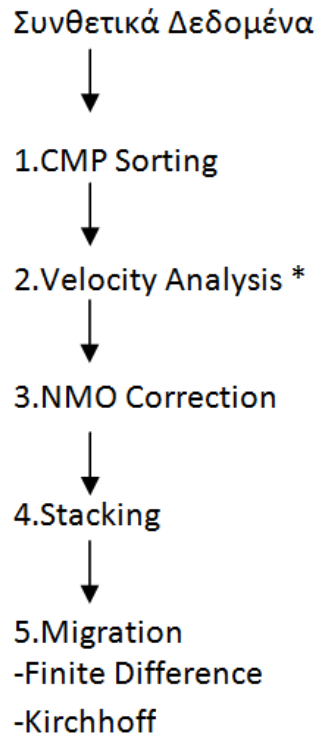 Συνθετικά Δεδομένα
1.CMP Sorting
2.Velocity Analysis *
3.NMO Correction
4.Stacking
5.Migration
-Finite Difference
-Kirchhoff